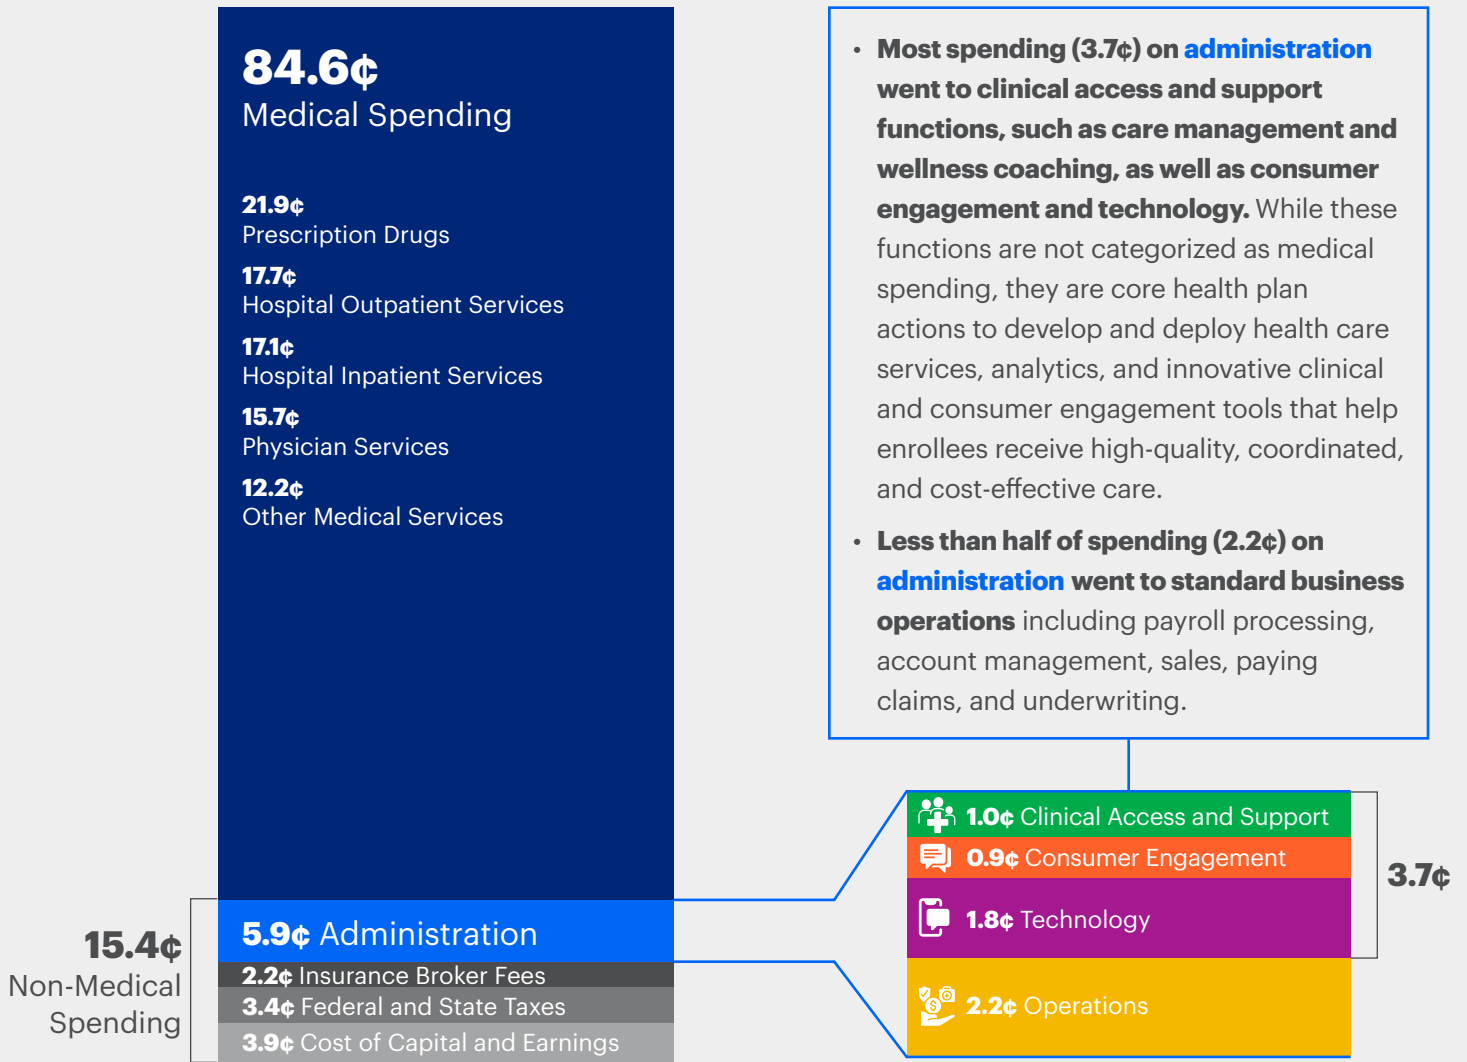 84.6¢
Medical Spending
21.9¢
Prescription Drugs
17.7¢
Hospital Outpatient Services
17.1¢
Hospital Inpatient Services
15.7¢
Physician Services
12.2¢
Other Medical Services
15.4¢
Non-Medical
Spending
5.9¢ Administration
2.2¢ Insurance Broker Fees
3.4¢ Federal and State Taxes
3.9¢ Cost of Capital and Earnings
• Most spending (3.7¢) on administration
went to clinical access and support
functions, such as care management and
wellness coaching, as well as consumer
engagement and technology. While these
functions are not categorized as medical
spending, they are core health plan
actions to develop and deploy health care
services, analytics, and innovative clinical
and consumer engagement tools that help
enrollees receive high-quality, coordinated,
and cost-effective care.
• Less than half of spending (2.2¢) on
administration went to standard business
operations including payroll processing,
account management, sales, paying
claims, and underwriting.
1.0¢ Clinical Access and Support
0.9¢ Consumer Engagement
1.8¢ Technology
3.7¢
2.2¢ Operations